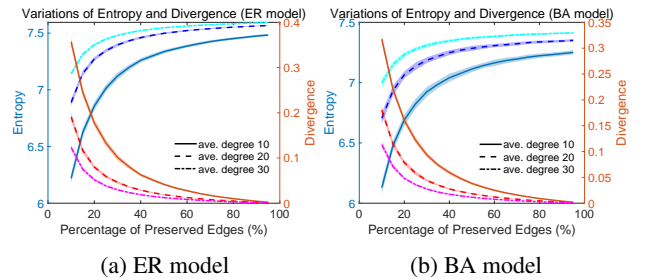 Variations of Entropy and Divergence (ER model)
7.5
7
6.5
6
Entropy
0.4
0.3
0.2
0.1
0
Divergence
ave. degree 10
ave. degree 20
ave. degree 30
0 20 40 60 80 100
Percentage of Preserved Edges (%)
(a) ER model
Variations of Entropy and Divergence (BA model)
7.5
7
6.5
6
Entropy
0.35
0.3
0.25
0.2
0.15
0.1
0.05
0
Divergence
ave. degree 10
ave. degree 20
ave. degree 30
0 20 40 60 80 100
Percentage of Preserved Edges (%)
(b) BA model